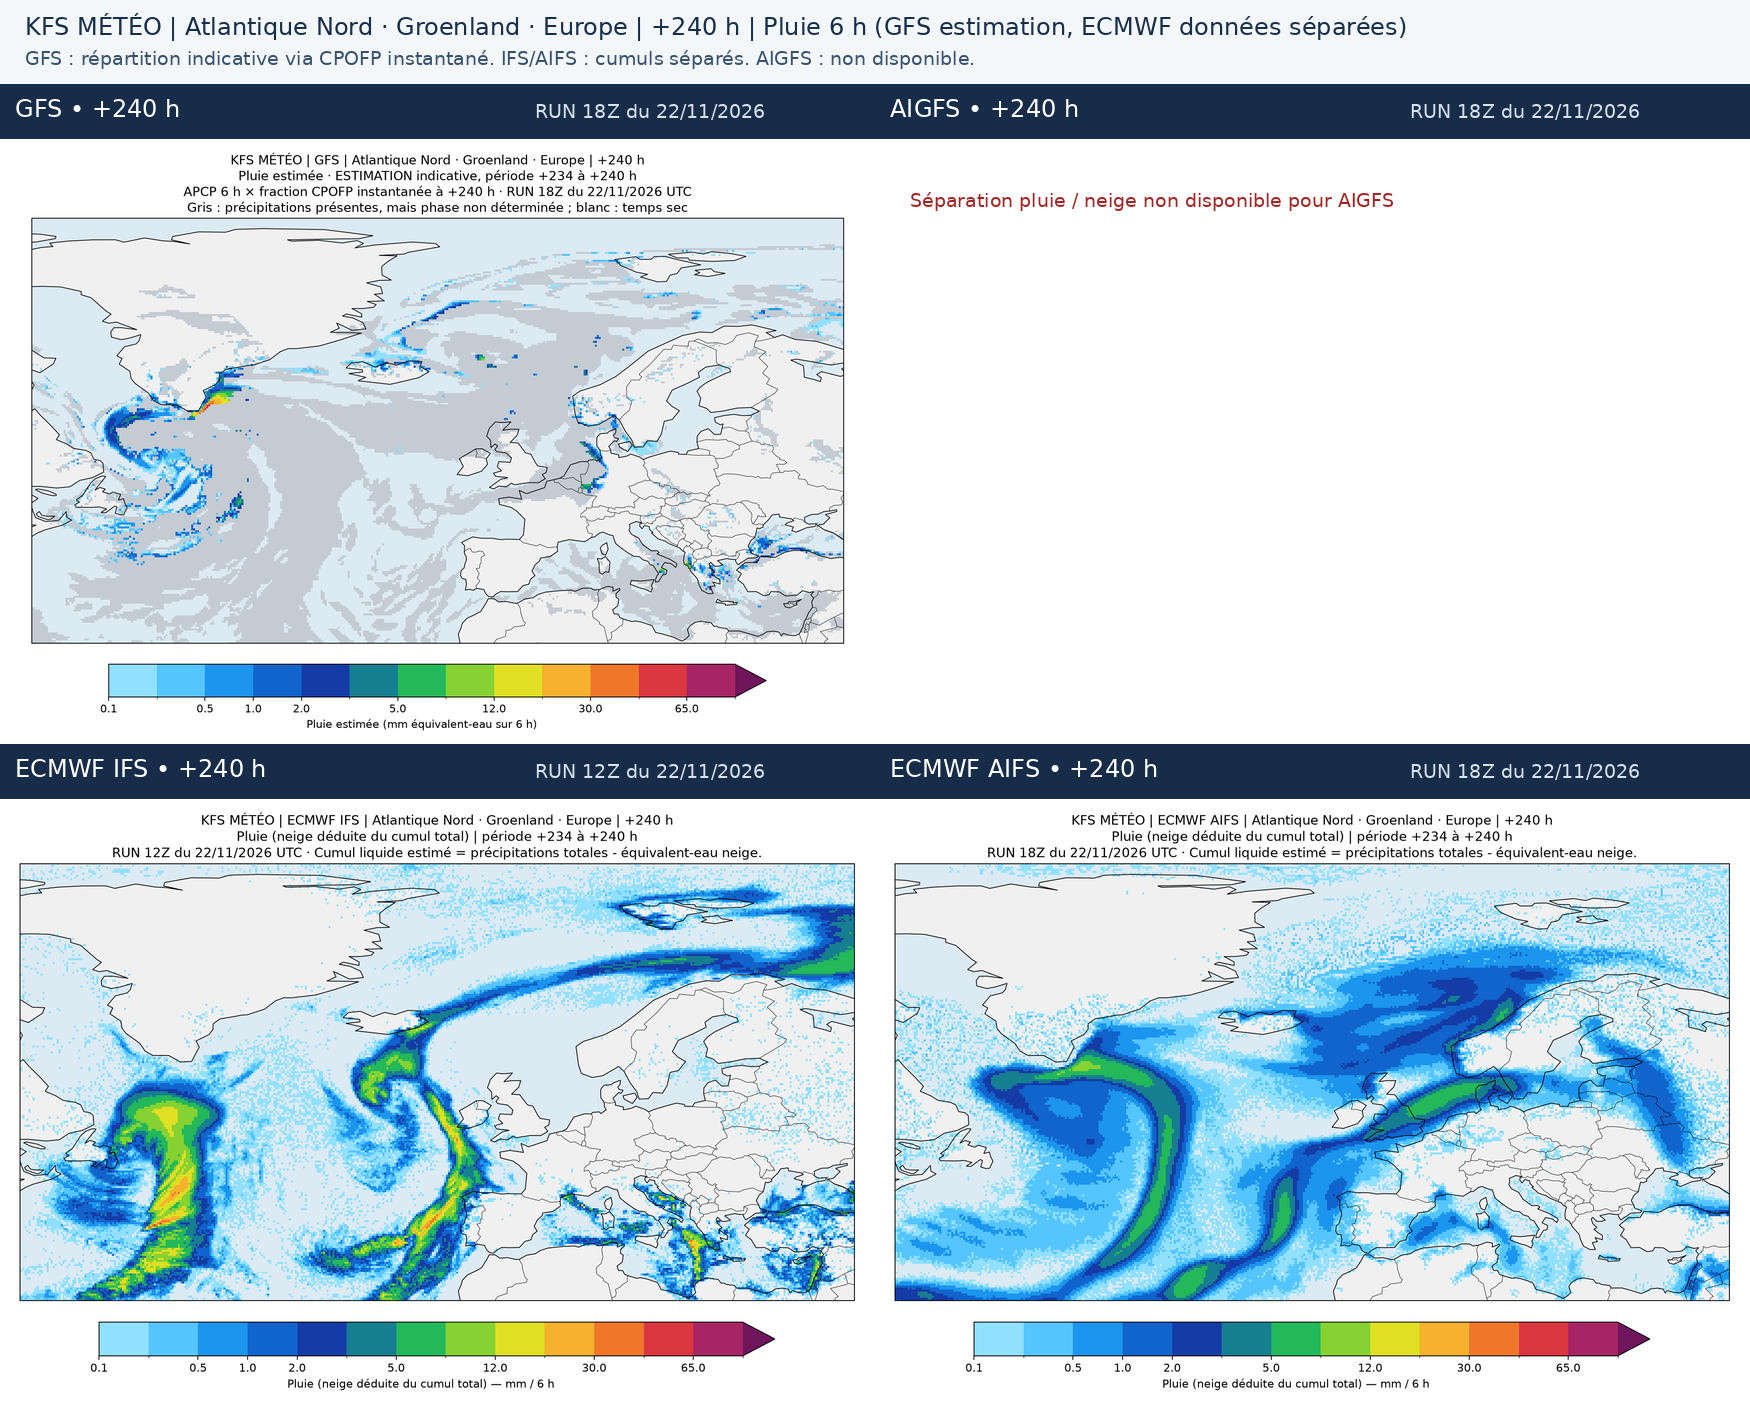 KFS MÉTÉO | Atlantique Nord · Groenland · Europe | +240 h | Pluie 6 h (GFS estimation, ECMWF données séparées)
GFS : répartition indicative via CPOFP instantané. IFS/AIFS : cumuls séparés. AIGFS : non disponible.
GFS • +240 h
RUN 18Z du 22/11/2026
AIGFS • +240 h
RUN 18Z du 22/11/2026
KFS MÉTÉO | GFS | Atlantique Nord · Groenland · Europe | +240 h
Pluie estimée · ESTIMATION indicative, période +234 à +240 h
APCP 6 h × fraction CPOFP instantanée à +240 h · RUN 18Z du 22/11/2026 UTC
Gris : précipitations présentes, mais phase non déterminée ; blanc : temps sec
Séparation pluie / neige non disponible pour AIGFS
0.1 0.5 1.0 2.0 5.0 12.0 30.0 65.0
Pluie estimée (mm équivalent-eau sur 6 h)
ECMWF IFS • +240 h
RUN 12Z du 22/11/2026
ECMWF AIFS • +240 h
RUN 18Z du 22/11/2026
KFS MÉTÉO | ECMWF IFS | Atlantique Nord · Groenland · Europe | +240 h
Pluie (neige déduite du cumul total) | période +234 à +240 h
RUN 12Z du 22/11/2026 UTC · Cumul liquide estimé = précipitations totales - équivalent-eau neige.
0.1 0.5 1.0 2.0 5.0 12.0 30.0 65.0
Pluie (neige déduite du cumul total) — mm / 6 h
KFS MÉTÉO | ECMWF AIFS | Atlantique Nord · Groenland · Europe | +240 h
Pluie (neige déduite du cumul total) | période +234 à +240 h
RUN 18Z du 22/11/2026 UTC · Cumul liquide estimé = précipitations totales - équivalent-eau neige.
0.1 0.5 1.0 2.0 5.0 12.0 30.0 65.0
Pluie (neige déduite du cumul total) — mm / 6 h